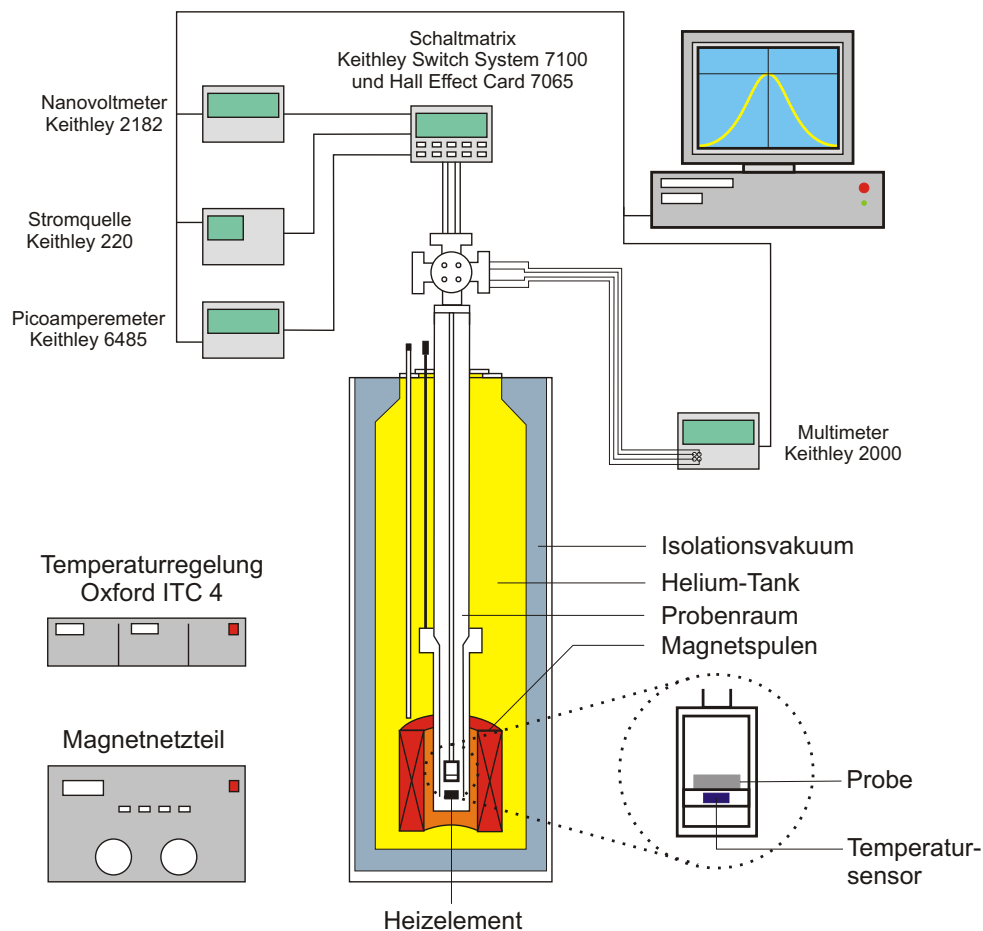 Schaltmatrix
Keithley Switch System 7100
und Hall Effect Card 7065
Nanovoltmeter
Keithley 2182
Stromquelle
Keithley 220
Picoamperemeter
Keithley 6485
Multimeter
Keithley 2000
Isolationsvakuum
Helium-Tank
Probenraum
Magnetspulen
Temperaturregelung
Oxford ITC 4
Magnetnetzteil
Probe
Temperatur-
sensor
Heizelement